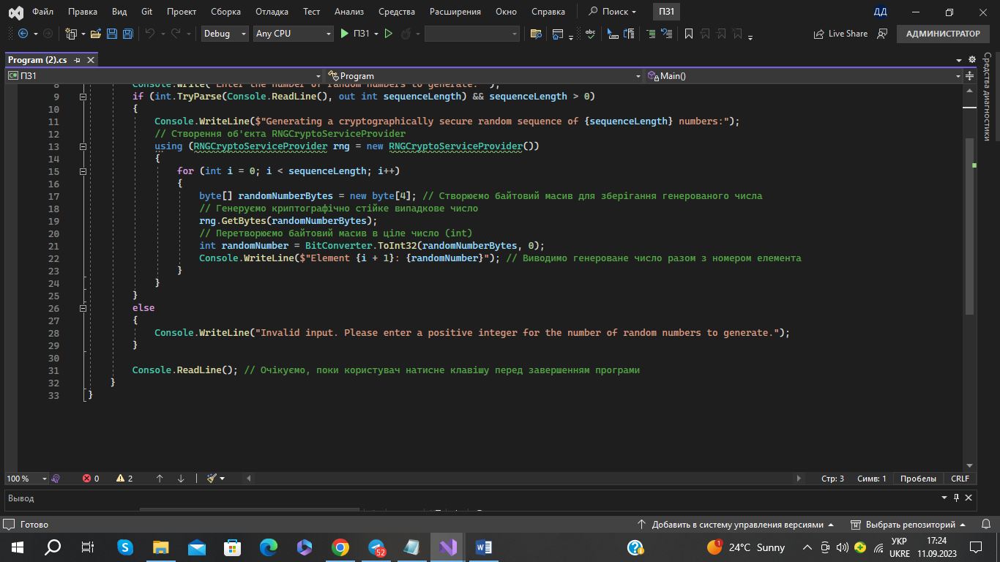 Файл Правка Вид Git Проект Сборка Отладка Тест Анализ Средства Расширения Окно Справка Поиск ПЗ1 ДД
Debug Any CPU ПЗ1 Live Share АДМИНИСТРАТОР
Program (2).cs
C# ПЗ1 Program Main()
Средства диагностики
8 Console.Write("Enter the number of random numbers to generate: ");
9 if (int.TryParse(Console.ReadLine(), out int sequenceLength) && sequenceLength > 0)
10 {
11 Console.WriteLine($"Generating a cryptographically secure random sequence of {sequenceLength} numbers:");
12 // Створення об'єкта RNGCryptoServiceProvider
13 using (RNGCryptoServiceProvider rng = new RNGCryptoServiceProvider())
14 {
15 for (int i = 0; i < sequenceLength; i++)
16 {
17 byte[] randomNumberBytes = new byte[4]; // Створюємо байтовий масив для зберігання генерованого числа
18 // Генеруємо криптографічно стійке випадкове число
19 rng.GetBytes(randomNumberBytes);
20 // Перетворюємо байтовий масив в ціле число (int)
21 int randomNumber = BitConverter.ToInt32(randomNumberBytes, 0);
22 Console.WriteLine($"Element {i + 1}: {randomNumber}"); // Виводимо генероване число разом з номером елемента
23 }
24 }
25 }
26 else
27 {
28 Console.WriteLine("Invalid input. Please enter a positive integer for the number of random numbers to generate.");
29 }
30
31 Console.ReadLine(); // Очікуємо, поки користувач натисне клавішу перед завершенням програми
32 }
33 }
100 % 0 2 Стр: 3 Симв: 1 Пробелы CRLF
Вывод
Готово Добавить в систему управления версиями Выбрать репозиторий
52 1 24°C Sunny УКР 17:24
UKRE 11.09.2023